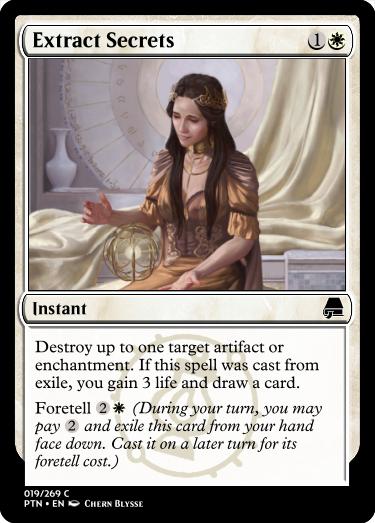 Extract Secrets 1
Instant
Destroy up to one target artifact or
enchantment. If this spell was cast from
exile, you gain 3 life and draw a card.
Foretell 2 (During your turn, you may
pay 2 and exile this card from your hand
face down. Cast it on a later turn for its
foretell cost.)
019/269 C
PTN • EN Chern Blysse